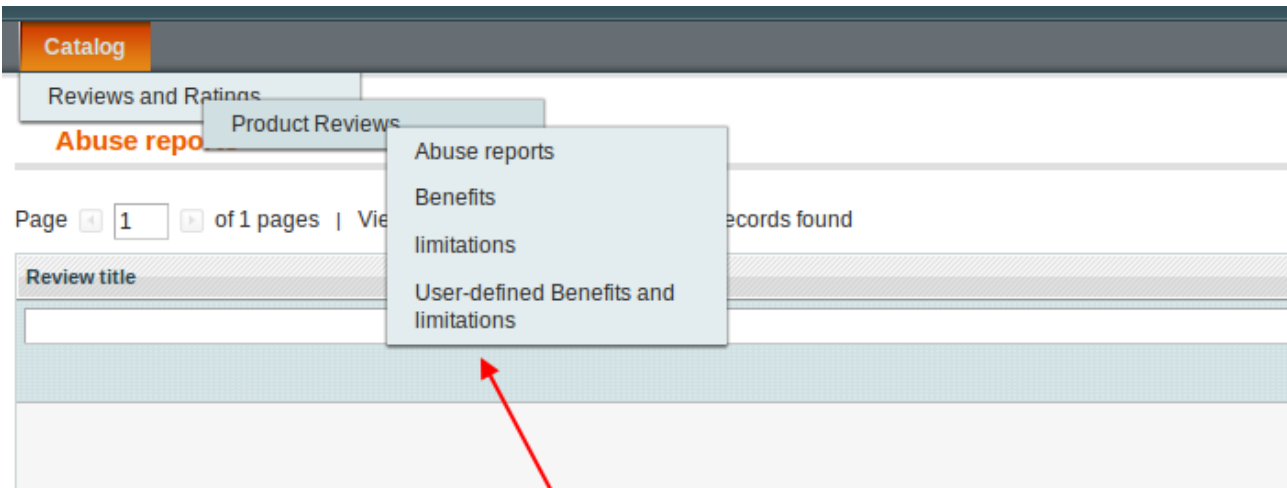 Catalog
Reviews and Ratings
Product Reviews
Abuse repo
Abuse reports
Benefits
limitations
User-defined Benefits and
limitations
Page 1 of 1 pages | Vie
ecords found
Review title